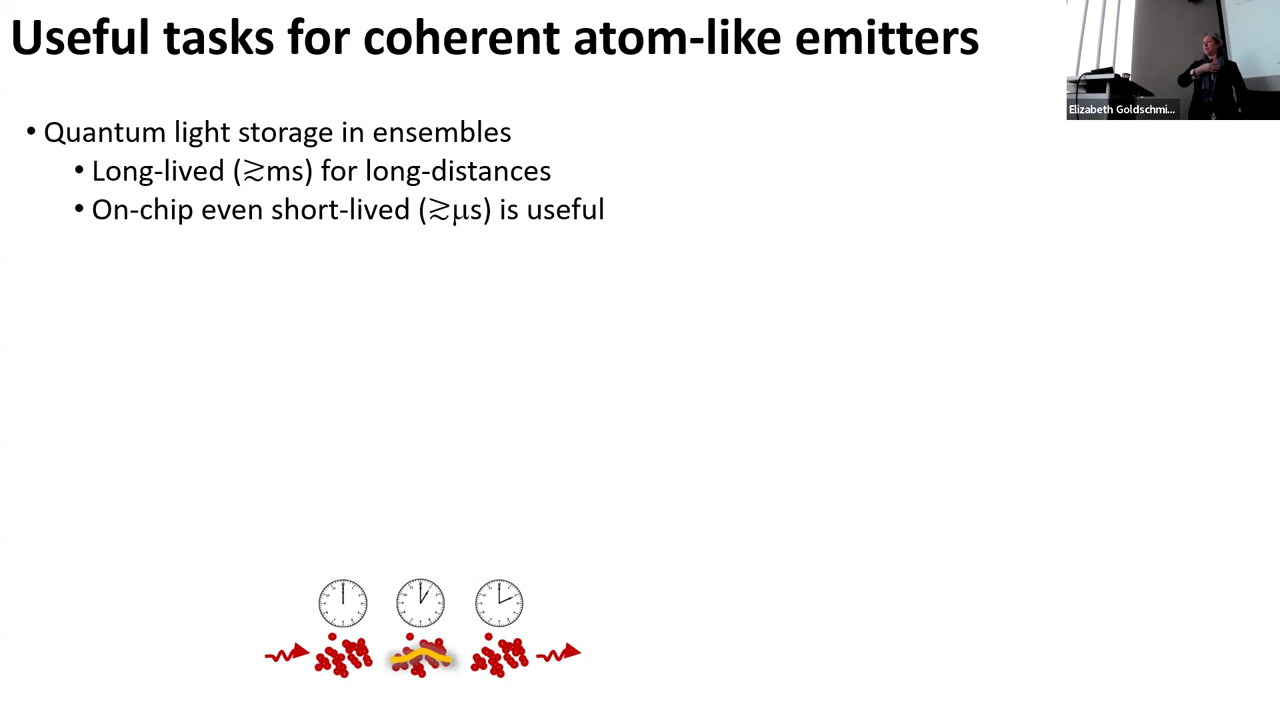 Useful tasks for coherent atom-like emitters
Elizabeth Goldschmi...
• Quantum light storage in ensembles
• Long-lived (≳ms) for long-distances
• On-chip even short-lived (≳μs) is useful